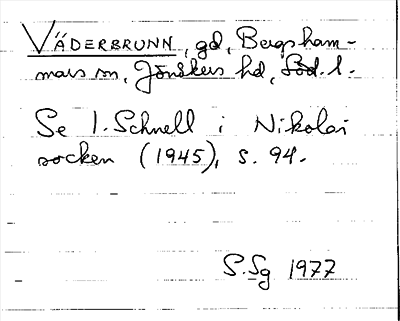 VÄDERBRUNN, gd, Bergsham-
mars sn, Jönåkers hd, Söd. l.
Se I. Schnell i Nikolai
socken (1945), s. 94.
S.Sg 1977